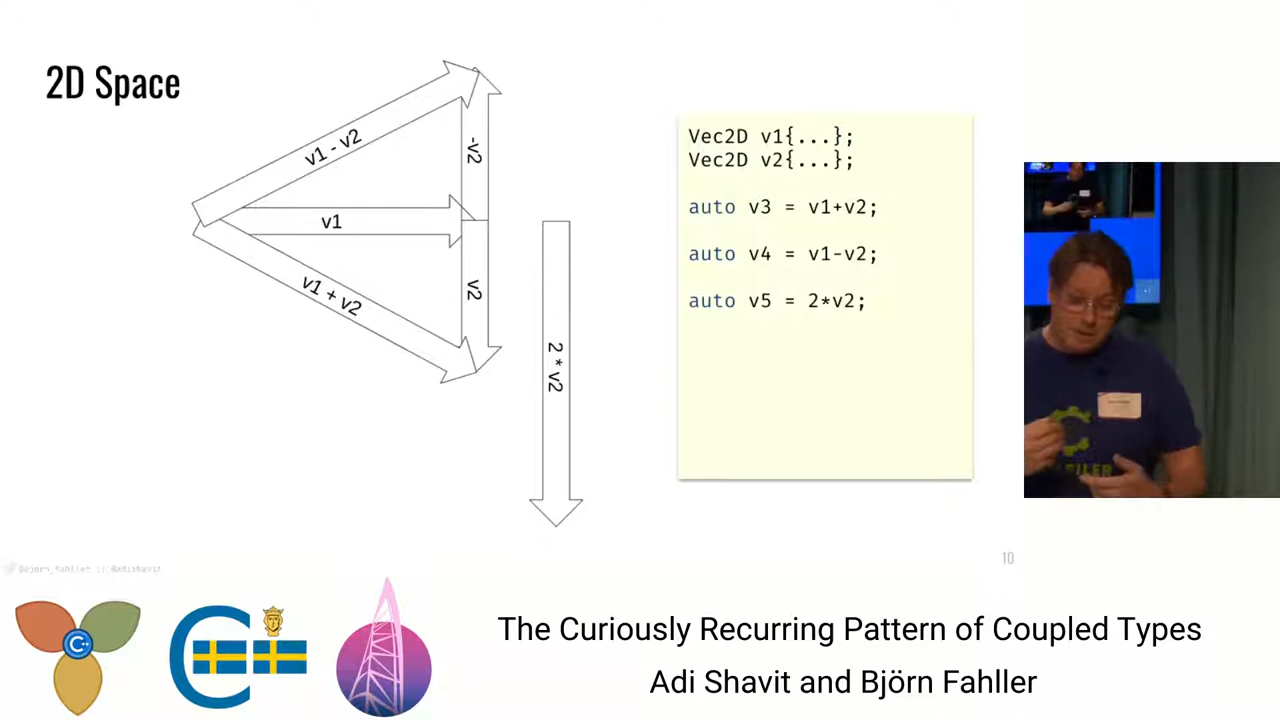 2D Space
v1 - v2
-v2
v1
v1 + v2
v2
2 * v2
Vec2D v1{...};
Vec2D v2{...};
auto v3 = v1+v2;
auto v4 = v1-v2;
auto v5 = 2*v2;
10
@bjorn_fahller :: @adishavit
The Curiously Recurring Pattern of Coupled Types
Adi Shavit and Björn Fahller